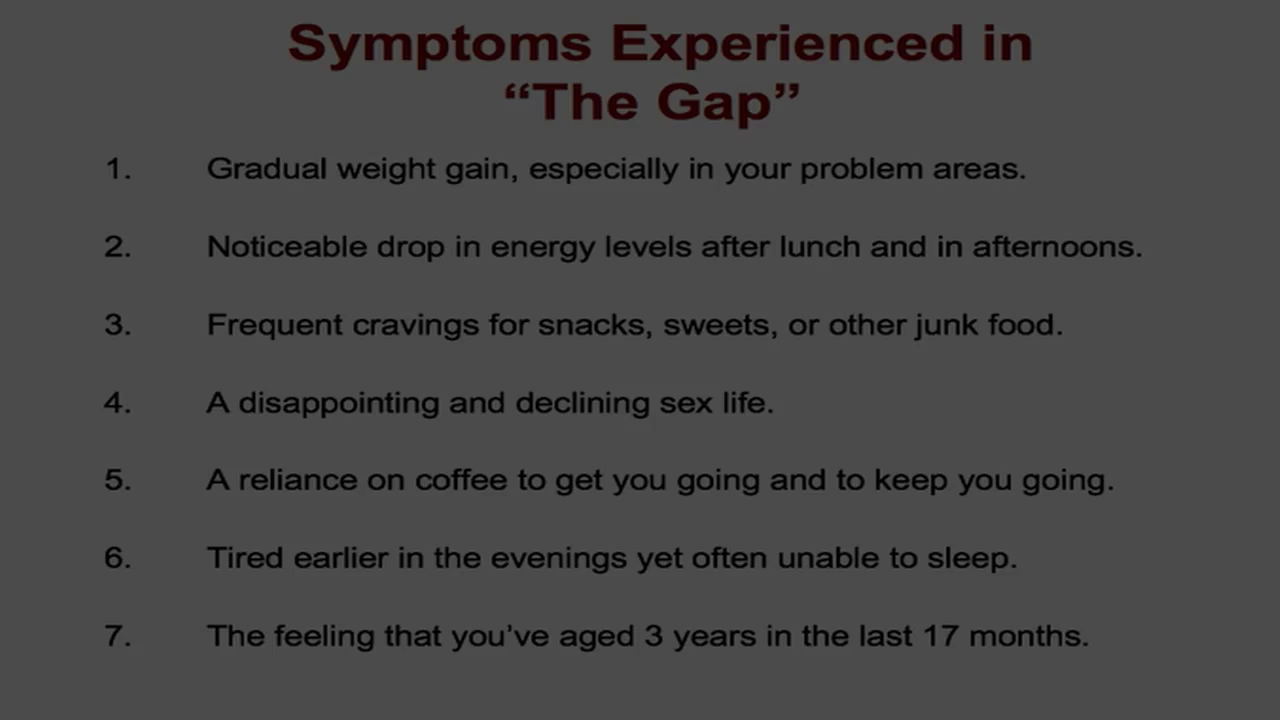 Symptoms Experienced in
“The Gap”
1. Gradual weight gain, especially in your problem areas.
2. Noticeable drop in energy levels after lunch and in afternoons.
3. Frequent cravings for snacks, sweets, or other junk food.
4. A disappointing and declining sex life.
5. A reliance on coffee to get you going and to keep you going.
6. Tired earlier in the evenings yet often unable to sleep.
7. The feeling that you’ve aged 3 years in the last 17 months.